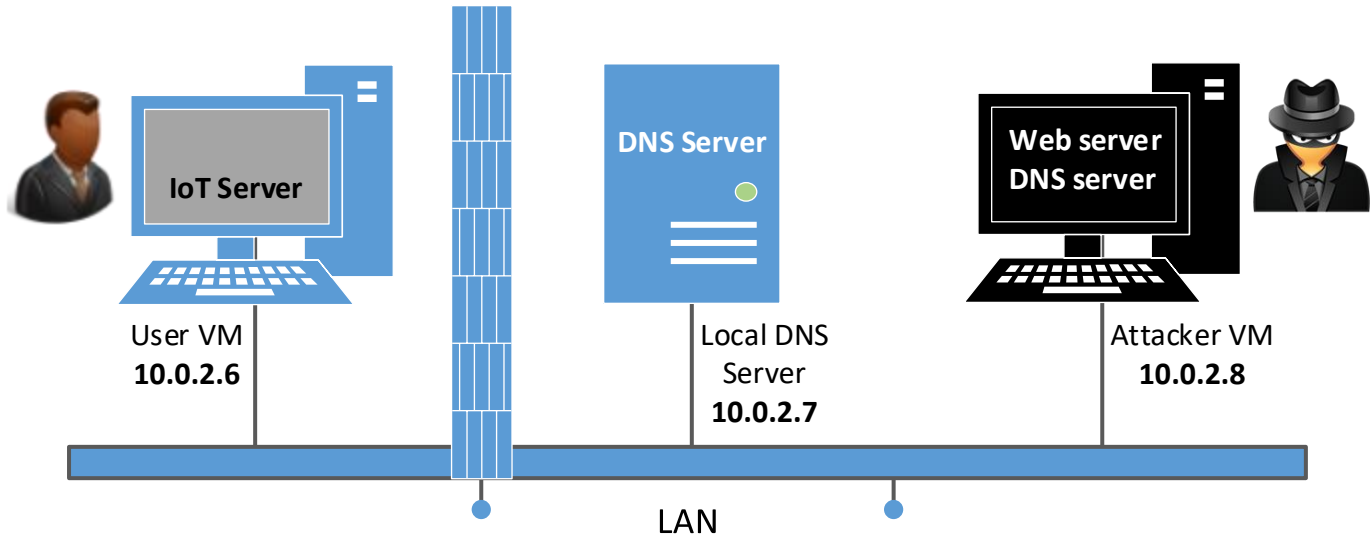 IoT Server
User VM
10.0.2.6
DNS Server
Local DNS
Server
10.0.2.7
Web server
DNS server
Attacker VM
10.0.2.8
LAN